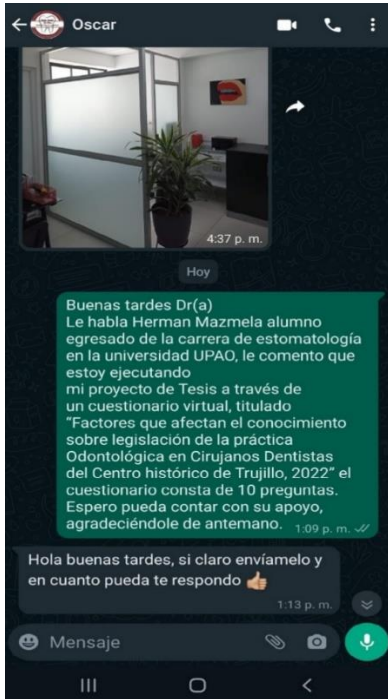 Oscar
4:37 p. m.
Hoy
Buenas tardes Dr(a)
Le habla Herman Mazmela alumno
egresado de la carrera de estomatología
en la universidad UPAO, le comento que
estoy ejecutando
mi proyecto de Tesis a través de
un cuestionario virtual, titulado
“Factores que afectan el conocimiento
sobre legislación de la práctica
Odontológica en Cirujanos Dentistas
del Centro histórico de Trujillo, 2022” el
cuestionario consta de 10 preguntas.
Espero pueda contar con su apoyo,
agradeciéndole de antemano. 1:09 p. m.
Hola buenas tardes, si claro envíamelo y
en cuanto pueda te respondo 👍🏼
1:13 p. m.
Mensaje